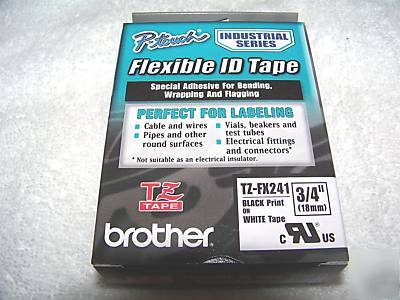 P-touch INDUSTRIAL SERIES
Flexible ID Tape
Special Adhesive For Bending,
Wrapping And Flagging
PERFECT FOR LABELING
• Cable and wires
• Pipes and other
round surfaces
• Vials, beakers and
test tubes
• Electrical fittings
and connectors*
* Not suitable as an electrical insulator.
TZ
TAPE
brother.
TZ-FX241
BLACK Print
ON
WHITE Tape
3/4"
(18mm)
C RU US